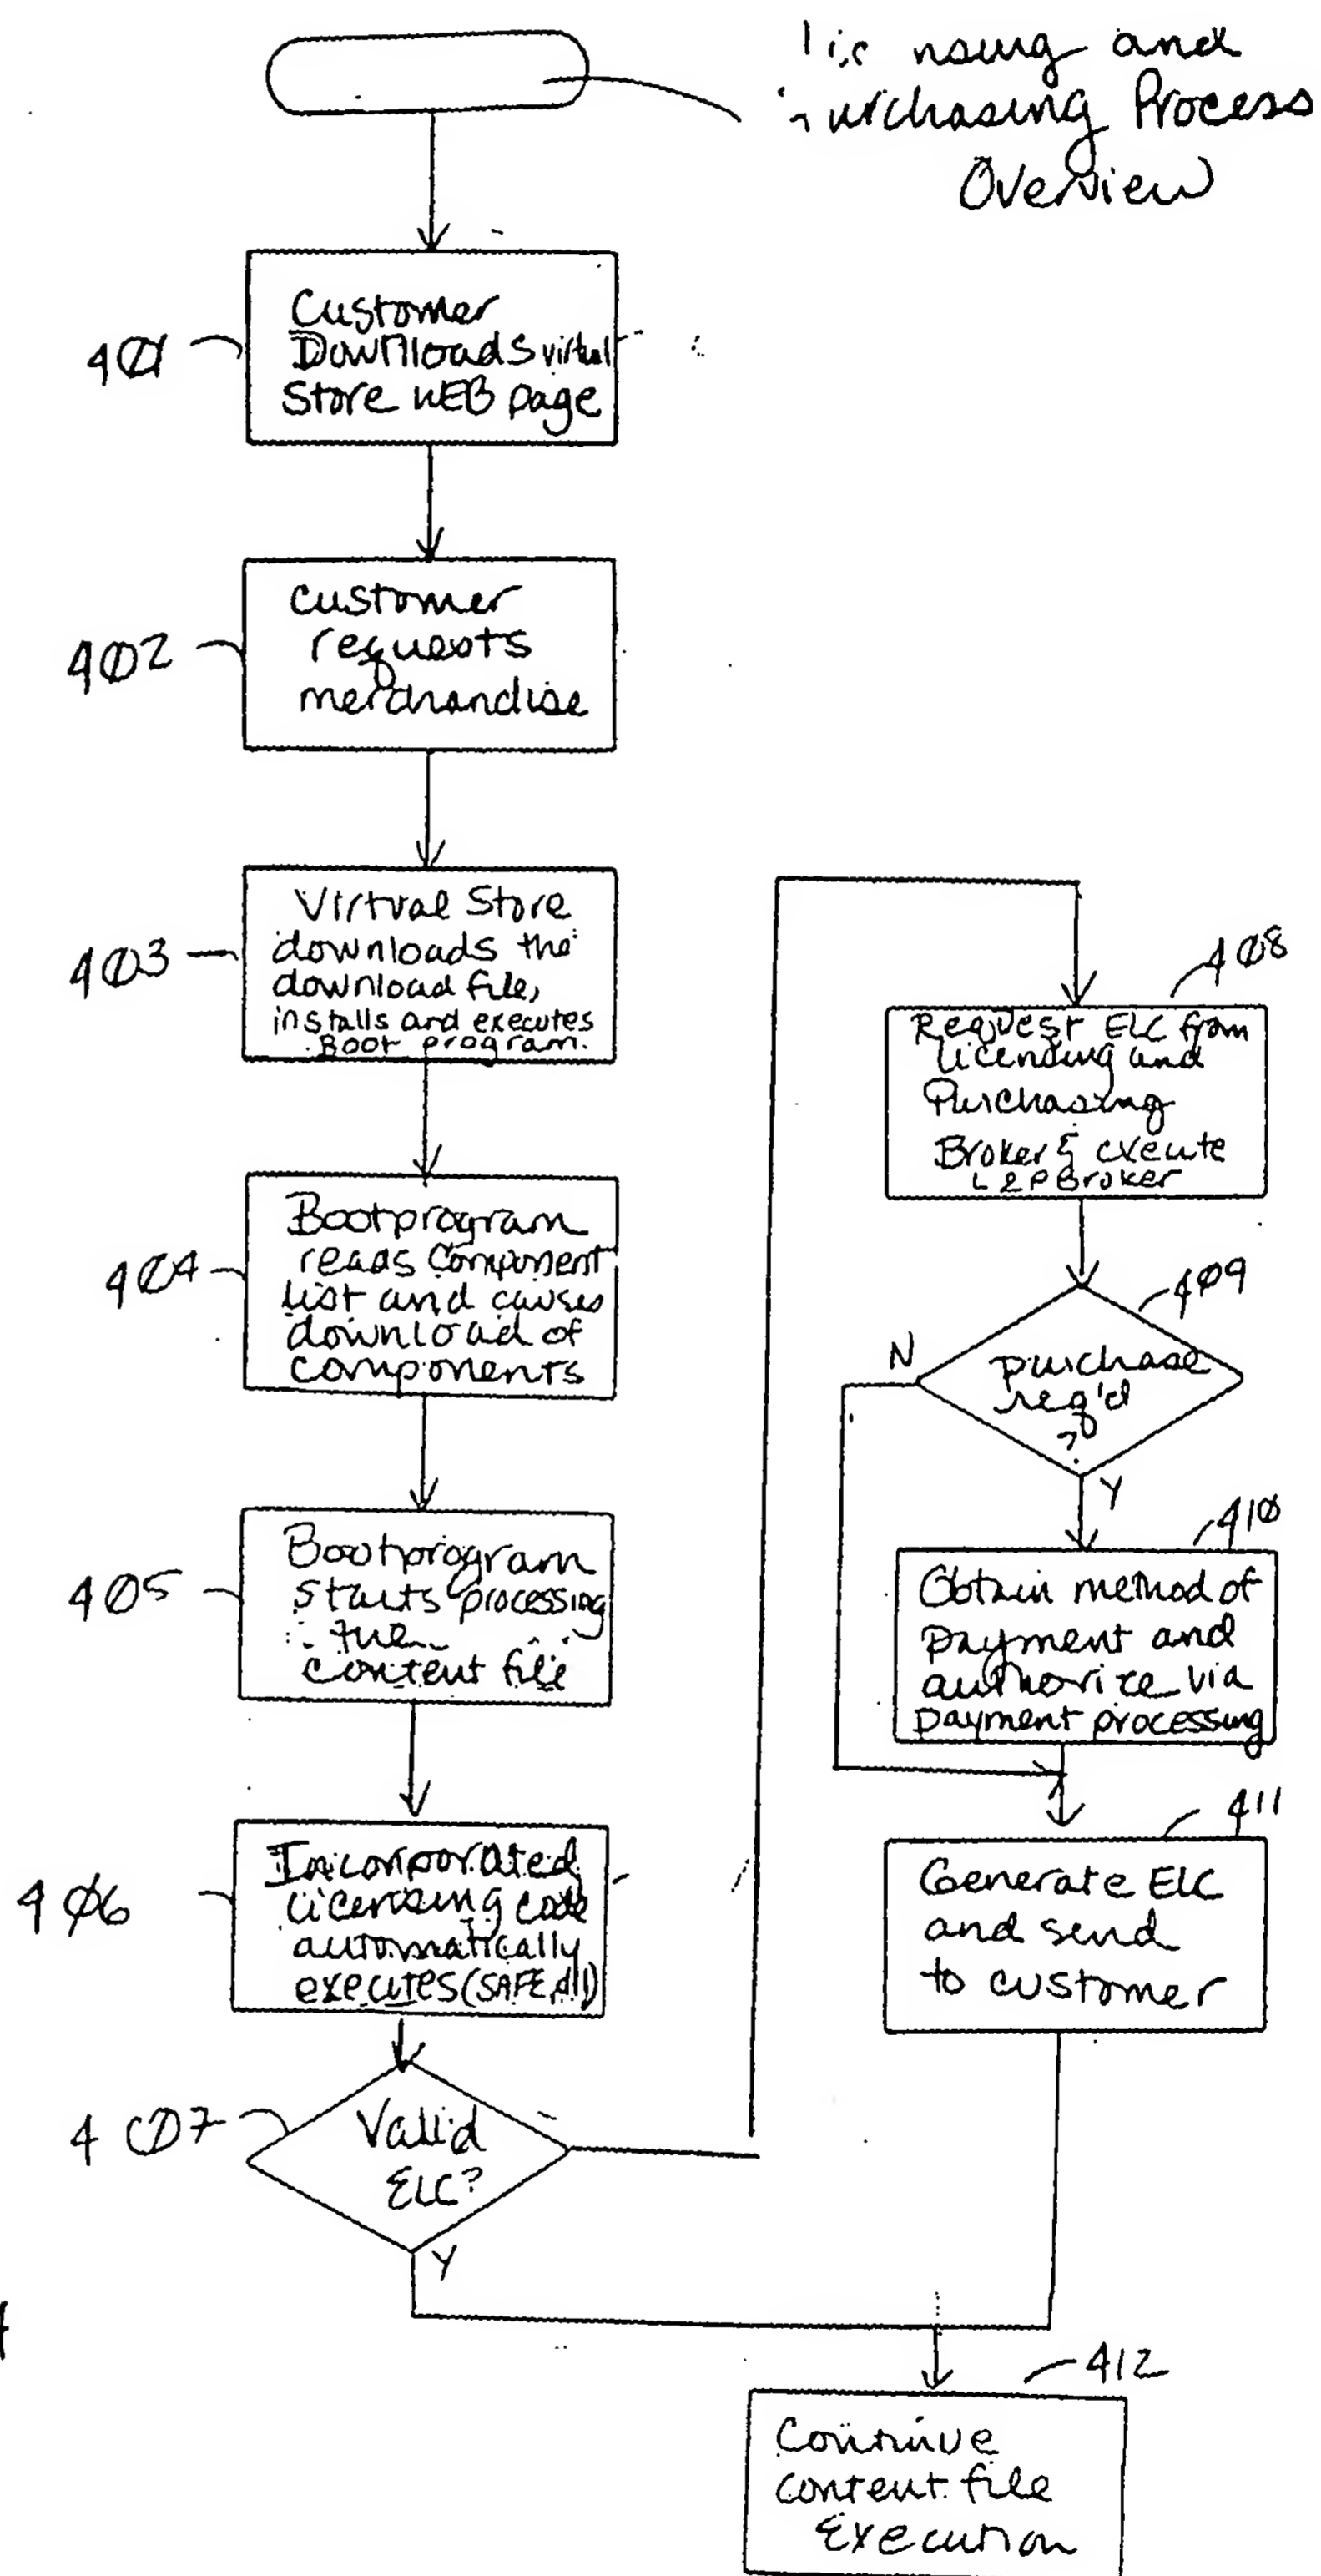 and
Process
Overview
401
Customer
Downloads virtual
Store WEB page
402
customer
requests
merchandise
403
Virtual Store
downloads the
download file,
installs and executes
Boot program.
404
Bootprogram
reads Component
List and causes
download of
components
405
Bootprogram
starts processing
the
content file
406
Incorporated
licensing code
automatically
executes (SAFE.dll)
407
Valid
ELC?
Y
408
Request ELC from
licensing and
Purchasing
Broker & execute
L&P Broker
409
N
purchase
req'd
?
Y
410
Obtain method of
payment and
authorize via
payment processing
411
Generate ELC
and send
to customer
412
Continue
content file
Execution